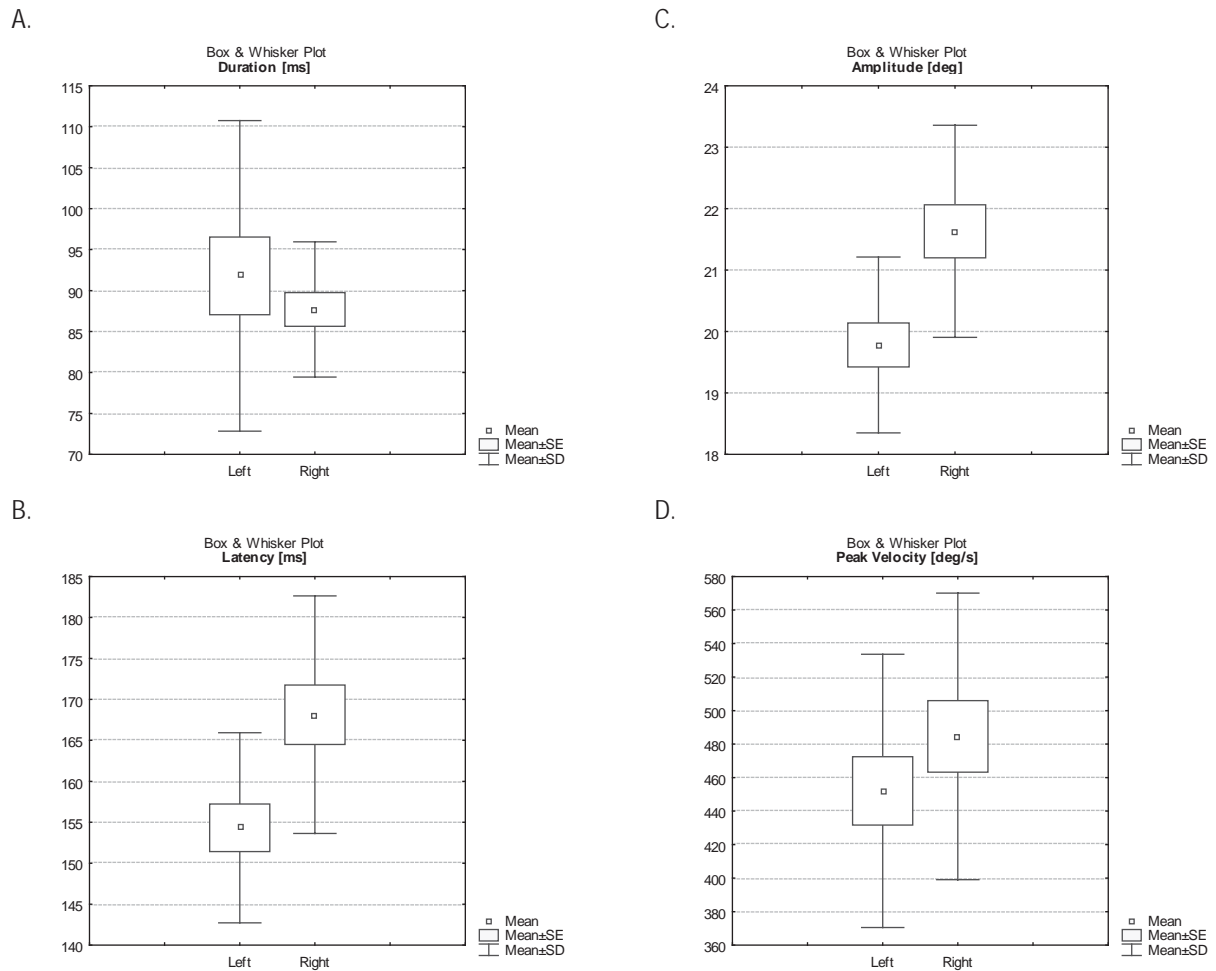 A.
Box & Whisker Plot
Duration [ms]
115
110
105
100
95
90
85
80
75
70
Left Right
Mean
Mean±SE
Mean±SD
B.
Box & Whisker Plot
Latency [ms]
185
180
175
170
165
160
155
150
145
140
Left Right
Mean
Mean±SE
Mean±SD
C.
Box & Whisker Plot
Amplitude [deg]
24
23
22
21
20
19
18
Left Right
Mean
Mean±SE
Mean±SD
D.
Box & Whisker Plot
Peak Velocity [deg/s]
580
560
540
520
500
480
460
440
420
400
380
360
Left Right
Mean
Mean±SE
Mean±SD